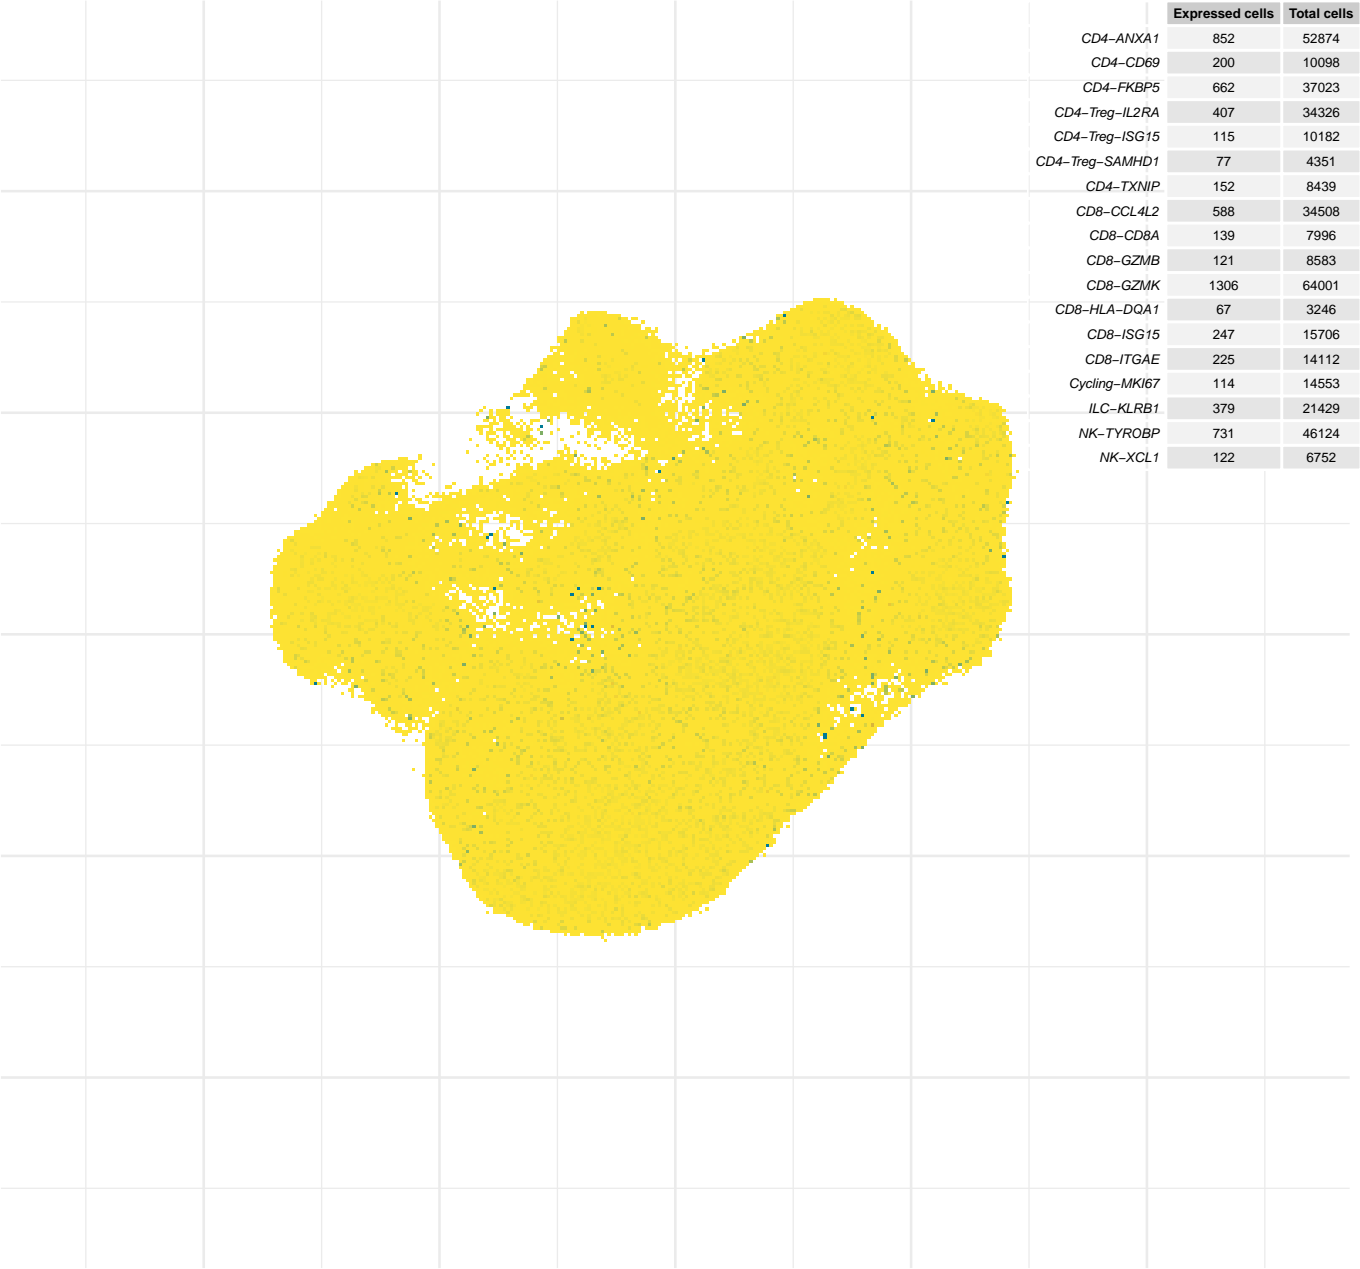 Expressed cells Total cells
CD4−ANXA1 852 52874
CD4−CD69 200 10098
CD4−FKBP5 662 37023
CD4−Treg−IL2RA 407 34326
CD4−Treg−ISG15 115 10182
CD4−Treg−SAMHD1 77 4351
CD4−TXNIP 152 8439
CD8−CCL4L2 588 34508
CD8−CD8A 139 7996
CD8−GZMB 121 8583
CD8−GZMK 1306 64001
CD8−HLA−DQA1 67 3246
CD8−ISG15 247 15706
CD8−ITGAE 225 14112
Cycling−MKI67 114 14553
ILC−KLRB1 379 21429
NK−TYROBP 731 46124
NK−XCL1 122 6752